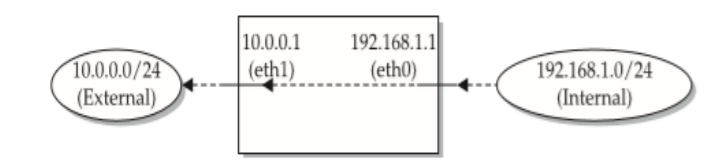 10.0.0.1
192.168.1.1
(eth1)
(eth0)
10.0.0.0/24
(External)
192.168.1.0/24
(Internal)